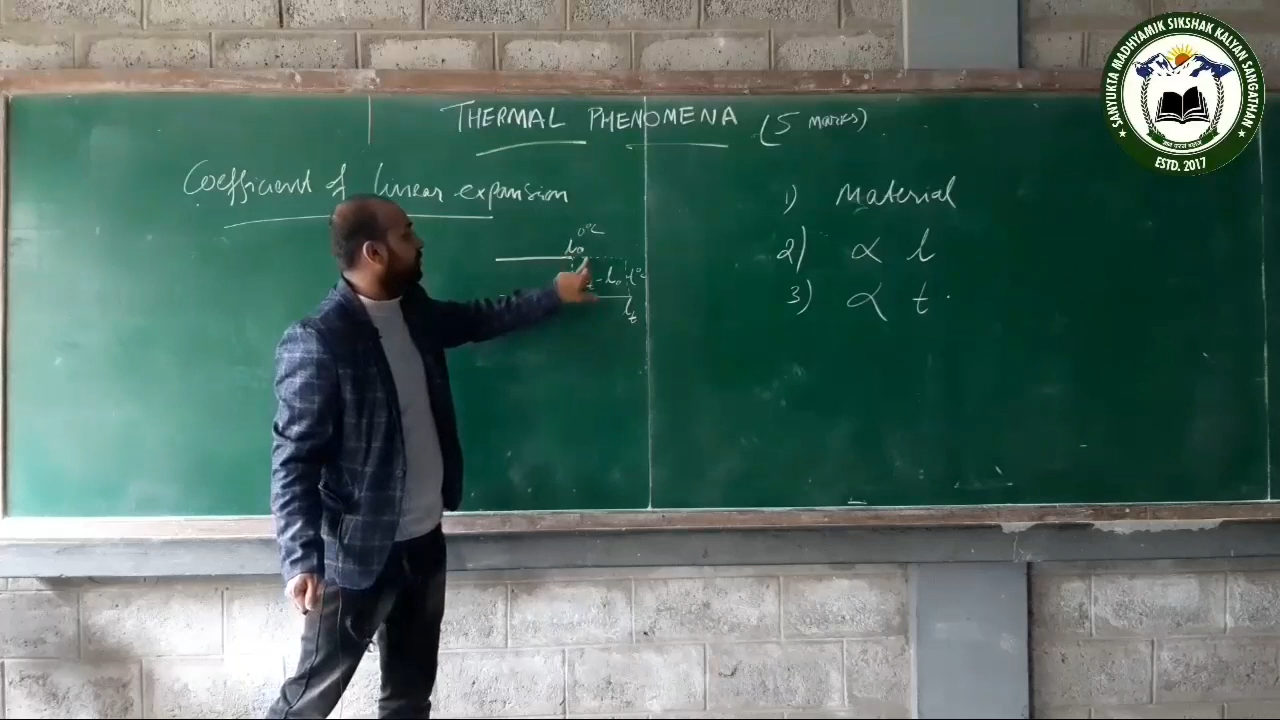 THERMAL PHENOMENA (5 marks)
Coefficient of linear expansion
l₀ 0°C
- l₀ t°C
lₜ
1) Material
2) ∝ l
3) ∝ t.
SANYUKTA MADHYAMIK SIKSHAK KALYAN SANGATHAN
ESTD. 2017